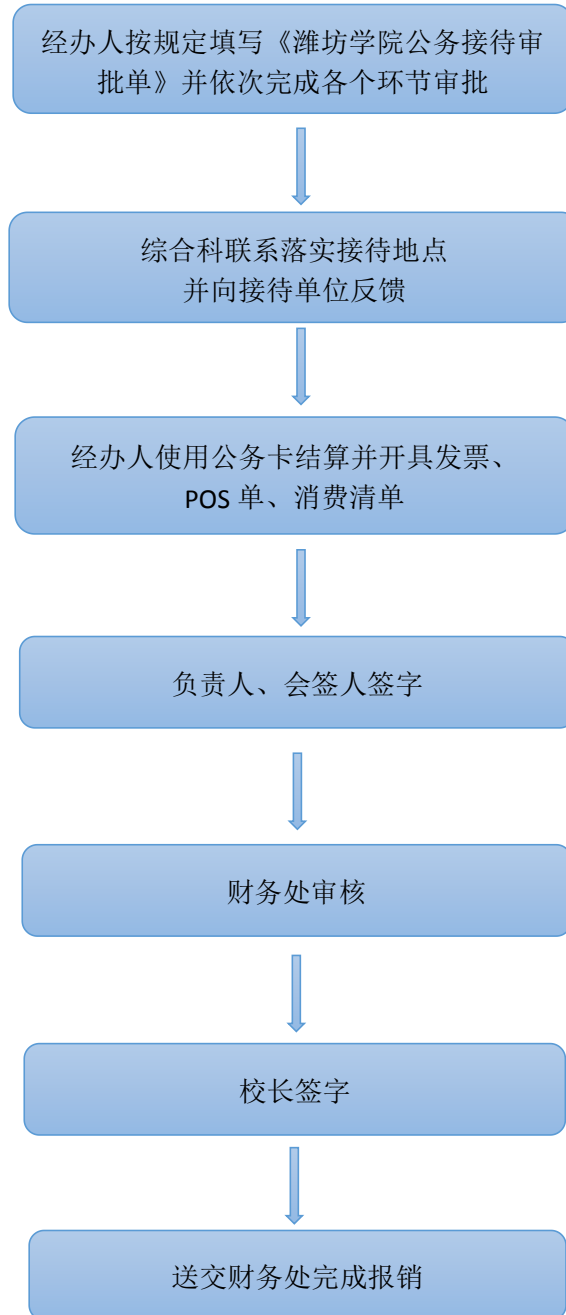 经办人按规定填写《潍坊学院公务接待审
批单》并依次完成各个环节审批
综合科联系落实接待地点
并向接待单位反馈
经办人使用公务卡结算并开具发票、
POS 单、消费清单
负责人、会签人签字
财务处审核
校长签字
送交财务处完成报销